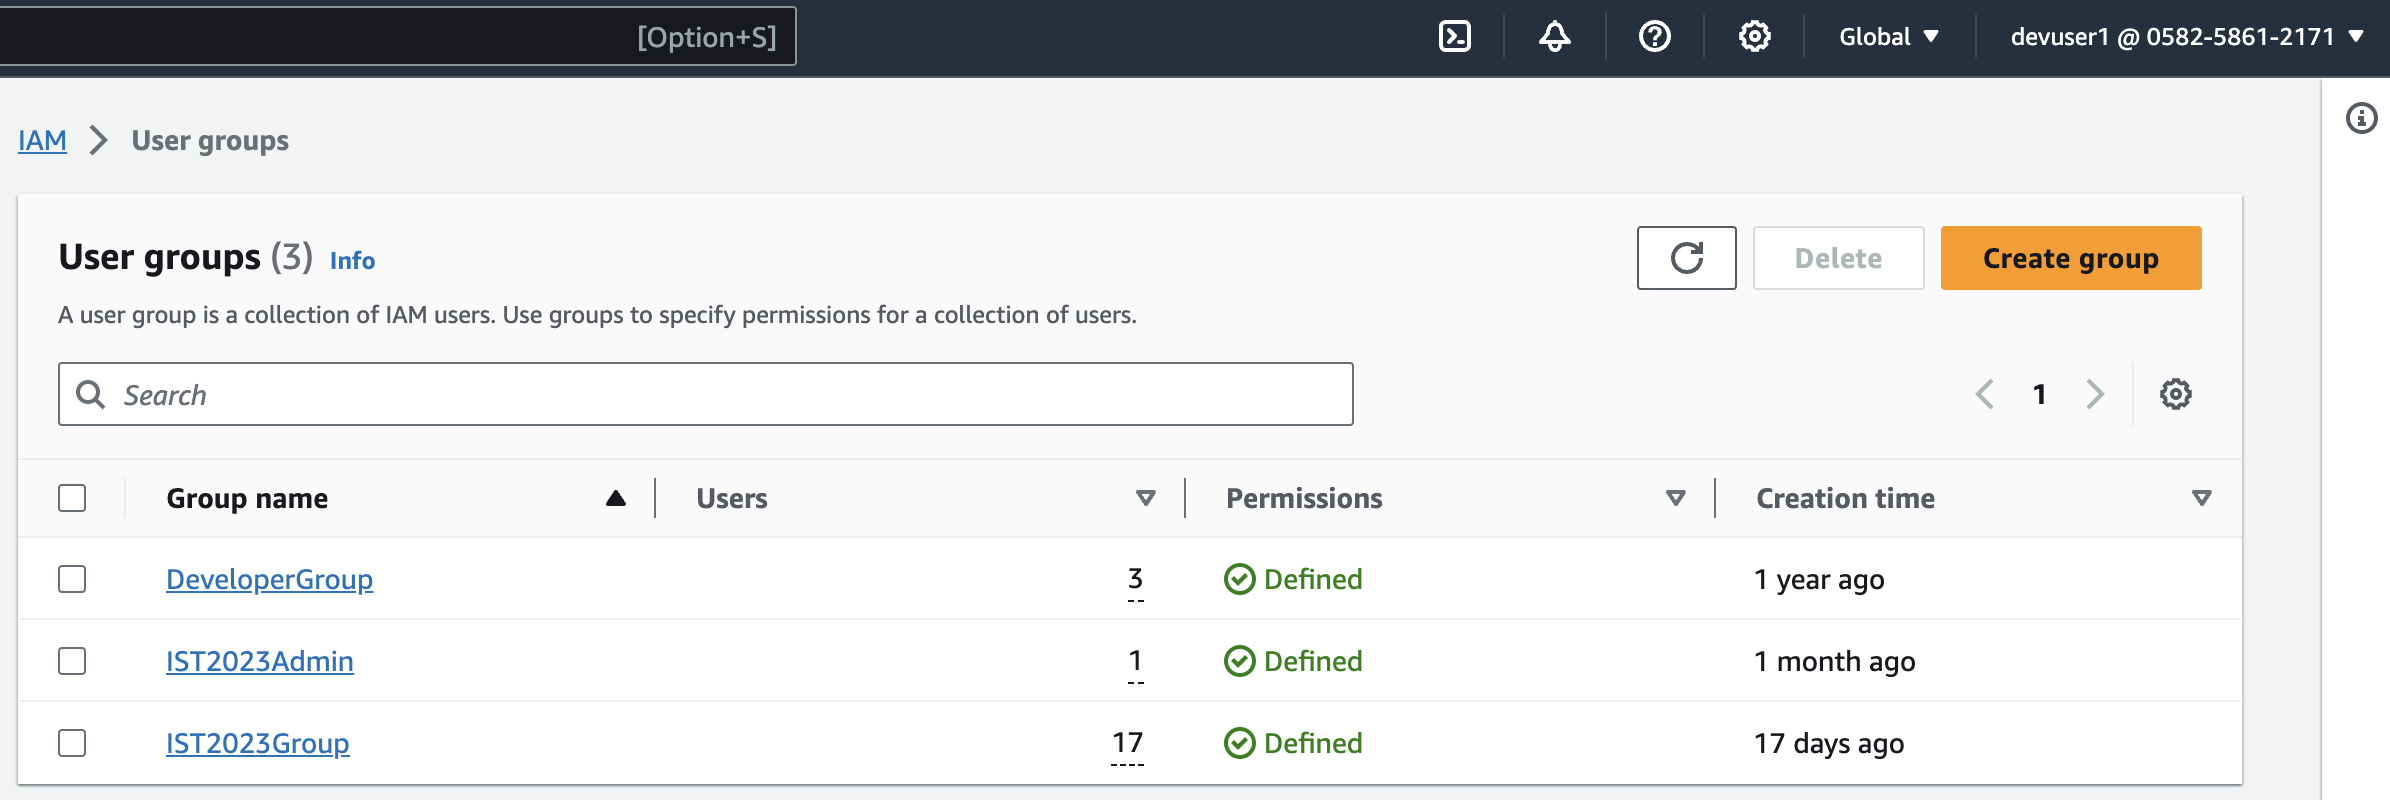 [Option+S] Global devuser1 @ 0582-5861-2171
IAM User groups
User groups (3) Info
Delete
Create group
A user group is a collection of IAM users. Use groups to specify permissions for a collection of users.
Search
1
Group name Users Permissions Creation time
DeveloperGroup 3 Defined 1 year ago
IST2023Admin 1 Defined 1 month ago
IST2023Group 17 Defined 17 days ago